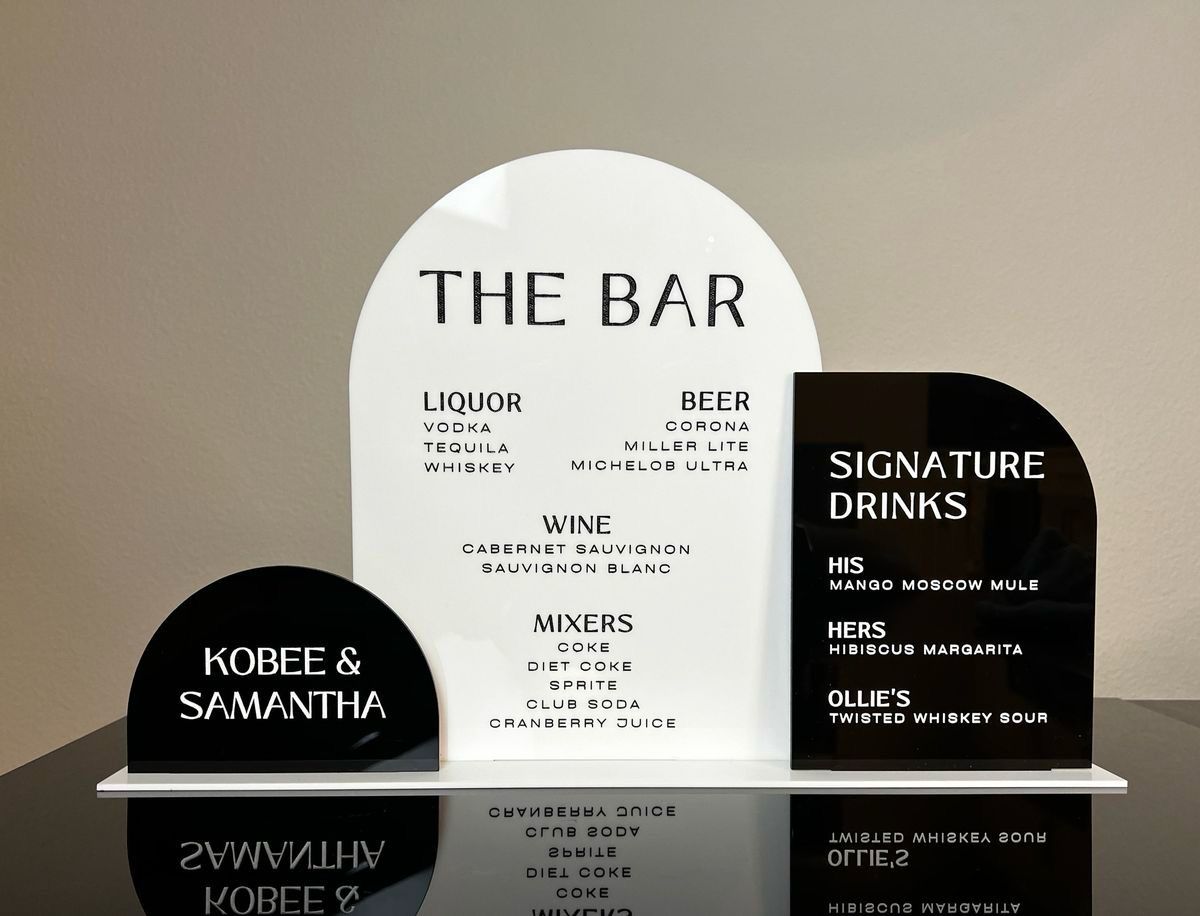 THE BAR
LIQUOR
VODKA
TEQUILA
WHISKEY
BEER
CORONA
MILLER LITE
MICHELOB ULTRA
WINE
CABERNET SAUVIGNON
SAUVIGNON BLANC
MIXERS
COKE
DIET COKE
SPRITE
CLUB SODA
CRANBERRY JUICE
KOBEE &
SAMANTHA
SIGNATURE
DRINKS
HIS
MANGO MOSCOW MULE
HERS
HIBISCUS MARGARITA
OLLIE'S
TWISTED WHISKEY SOUR